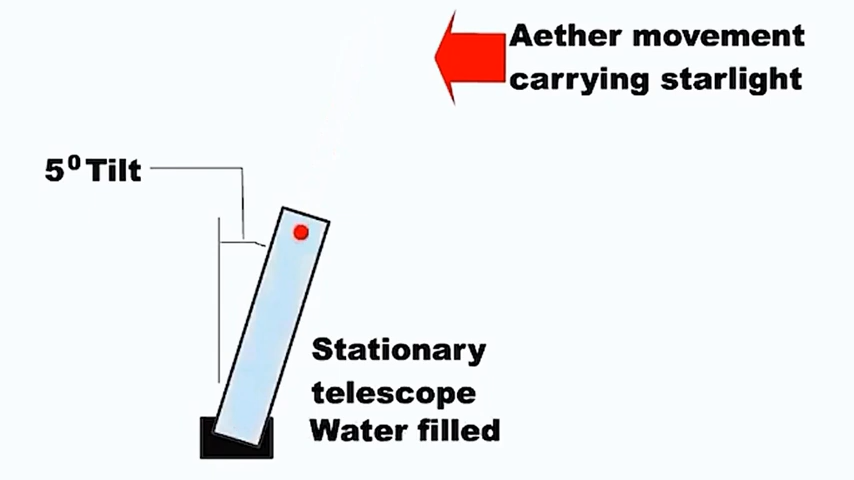 Aether movement
carrying starlight
5⁰ Tilt
Stationary
telescope
Water filled